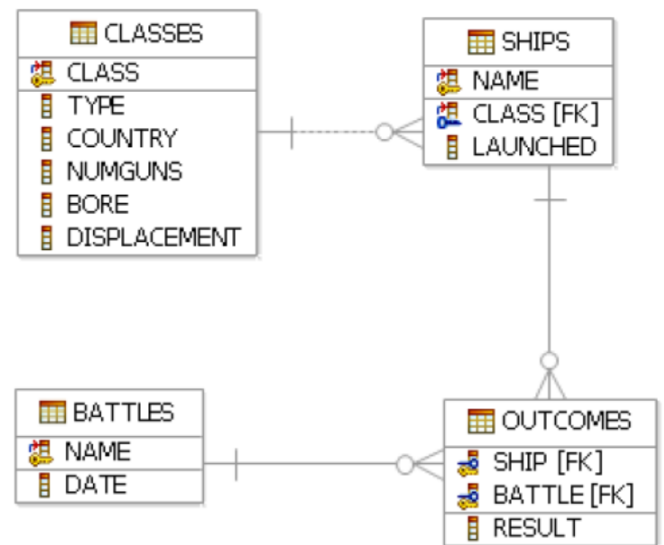 CLASSES
CLASS
TYPE
COUNTRY
NUMGUNS
BORE
DISPLACEMENT
SHIPS
NAME
CLASS [FK]
LAUNCHED
BATTLES
NAME
DATE
OUTCOMES
SHIP [FK]
BATTLE [FK]
RESULT